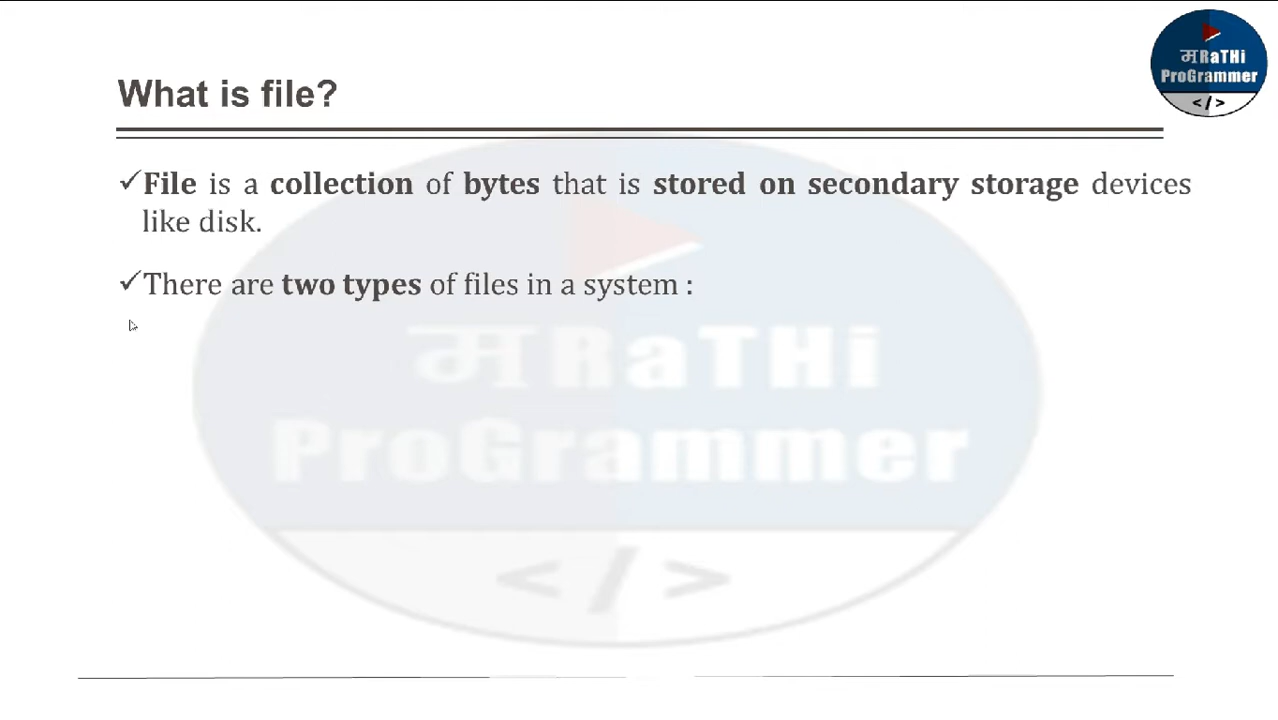 मRaTHi
ProGrammer
</>
What is file?
✓File is a collection of bytes that is stored on secondary storage devices
like disk.
✓There are two types of files in a system :
मRaTHi
ProGrammer
</>